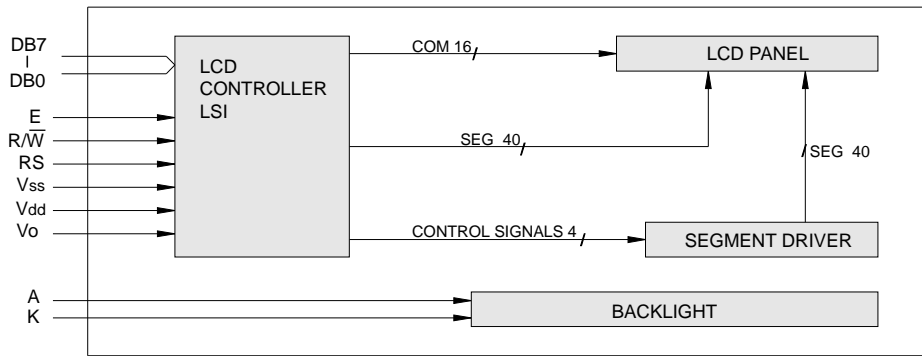 DB7
DB0
E
R/W̅
RS
Vss
Vdd
Vo
A
K
LCD
CONTROLLER
LSI
COM 16
SEG 40
CONTROL SIGNALS 4
LCD PANEL
SEG 40
SEGMENT DRIVER
BACKLIGHT